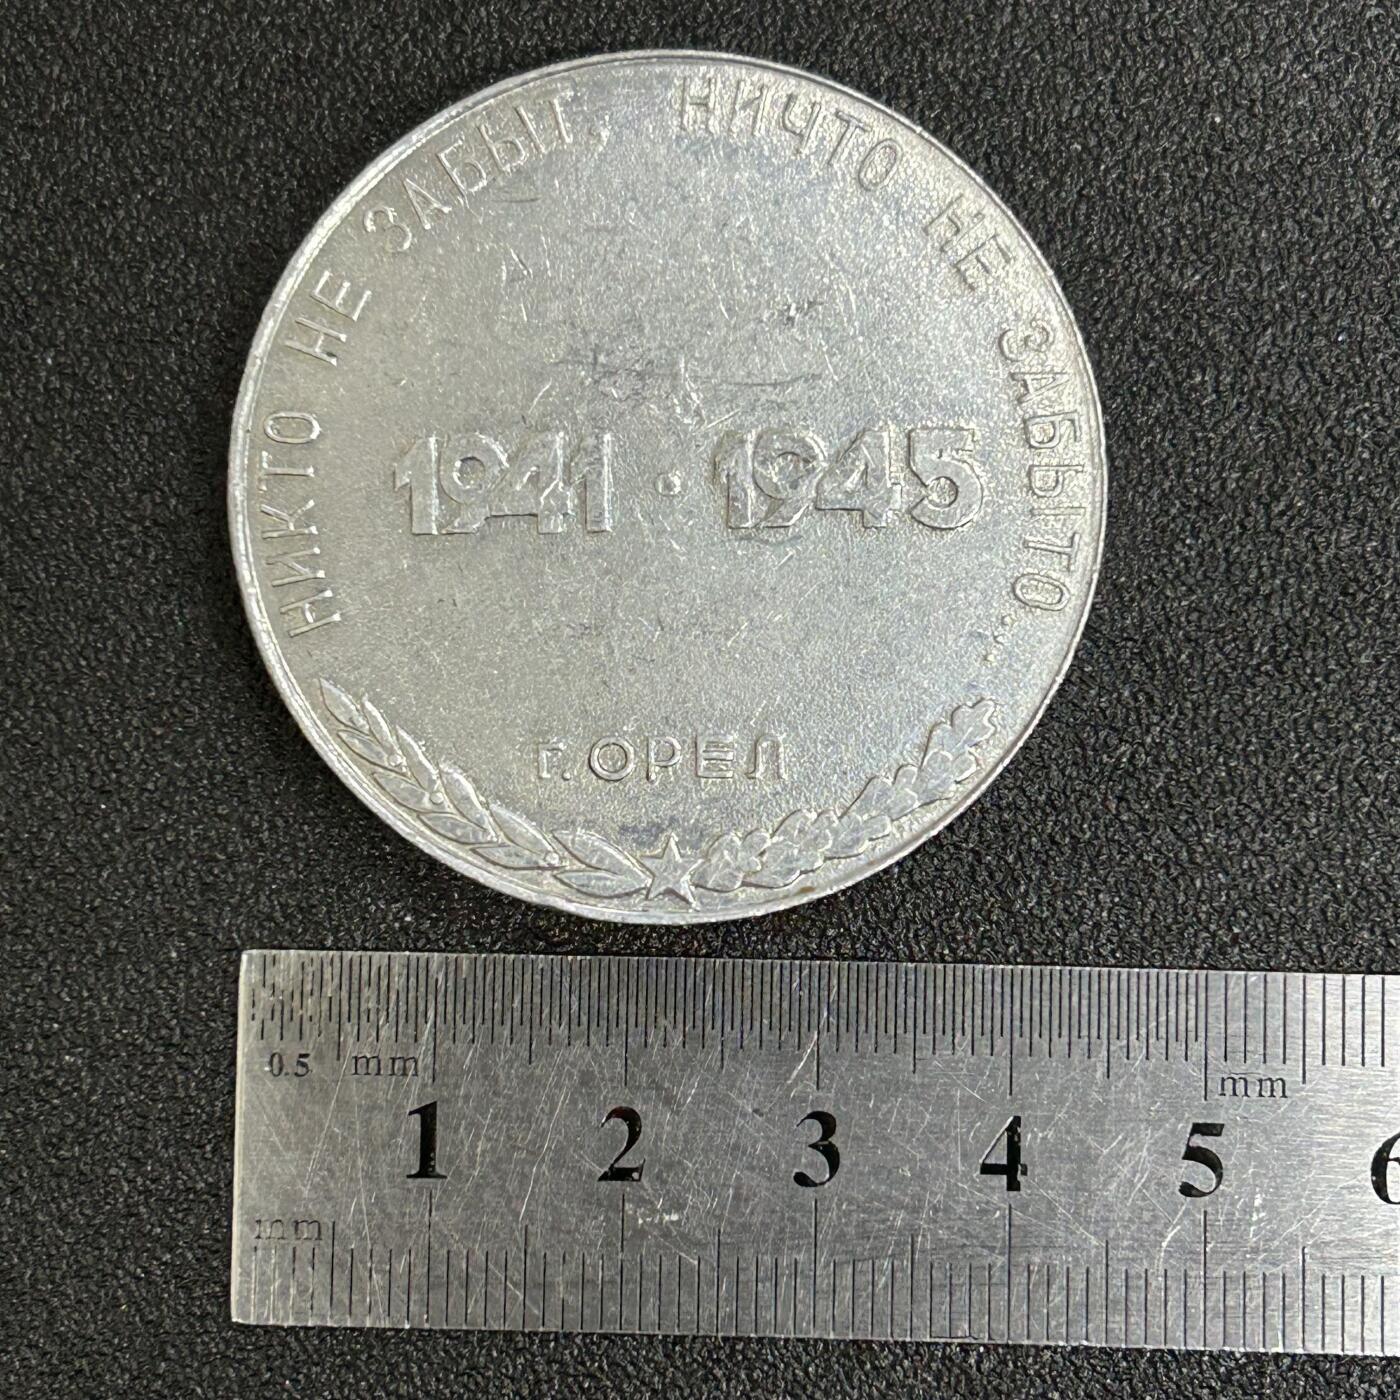 НИКТО НЕ ЗАБЫТ, НИЧТО НЕ ЗАБЫТО...
1941 · 1945
г. ОРЕЛ
0.5 mm
mm
1 2 3 4 5 6
mm